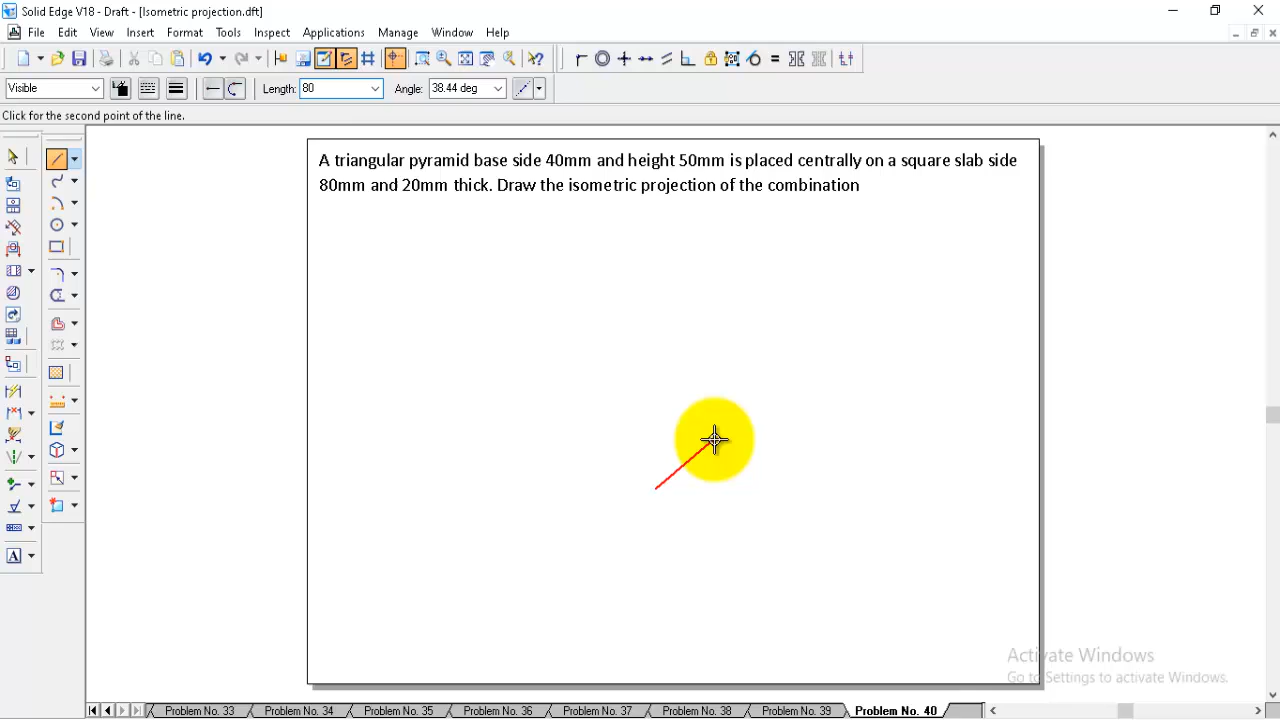 Solid Edge V18 - Draft - [Isometric projection.dft]
File Edit View Insert Format Tools Inspect Applications Manage Window Help
Visible Length: 80 Angle: 38.44 deg
Click for the second point of the line.
A triangular pyramid base side 40mm and height 50mm is placed centrally on a square slab side
80mm and 20mm thick. Draw the isometric projection of the combination
Activate Windows
Go to Settings to activate Windows.
Problem No. 33 Problem No. 34 Problem No. 35 Problem No. 36 Problem No. 37 Problem No. 38 Problem No. 39 Problem No. 40